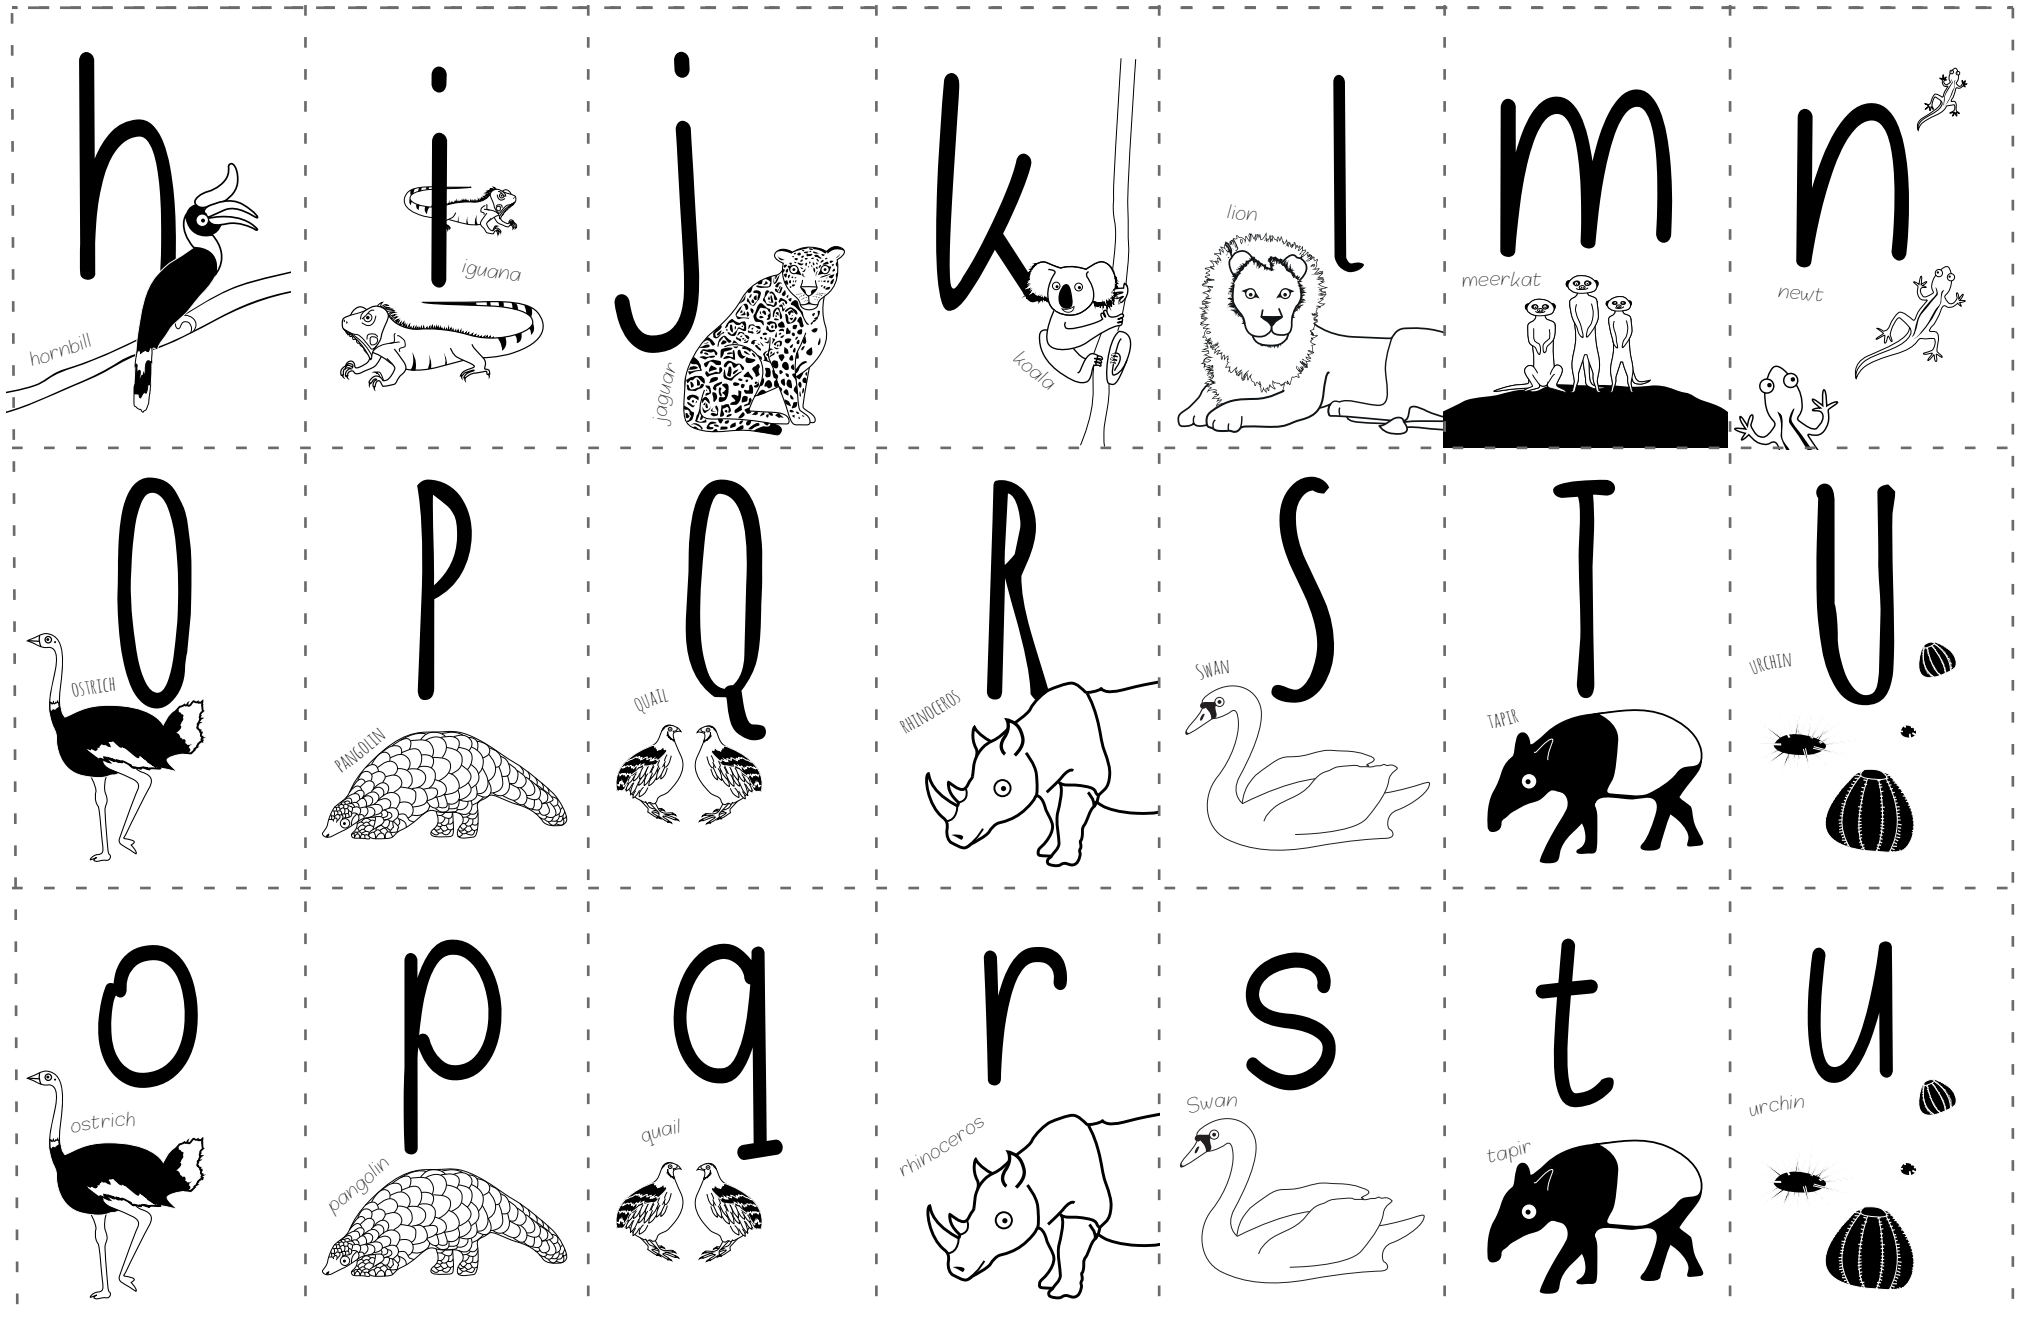 h
hornbill
i
iguana
j
jaguar
k
koala
l
lion
m
meerkat
n
newt
O
OSTRICH
P
PANGOLIN
Q
QUAIL
R
RHINOCEROS
S
SWAN
T
TAPIR
U
URCHIN
o
ostrich
p
pangolin
q
quail
r
rhinoceros
s
Swan
t
tapir
u
urchin